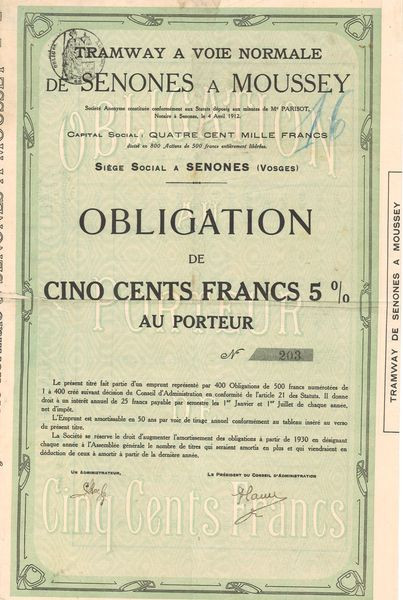 TRAMWAY A VOIE NORMALE
DE SENONES A MOUSSEY
Société Anonyme constituée conformément aux Statuts déposés aux minutes de Me PARISOT,
Notaire à Senones, le 4 Avril 1912.
CAPITAL SOCIAL : QUATRE CENT MILLE FRANCS
divisé en 800 Actions de 500 francs entièrement libérées.
SIÈGE SOCIAL A SENONES (VOSGES)
OBLIGATION
DE
CINQ CENTS FRANCS 5 %
AU PORTEUR
No 203
Le présent titre fait partie d'un emprunt représenté par 400 Obligations de 500 francs numérotées de
1 à 400 créé suivant décision du Conseil d'Administration en conformité de l'article 21 des Statuts. Il donne
droit à un intérêt annuel de 25 francs payable par semestre les 1er Janvier et 1er Juillet de chaque année,
net d'impôt.
L'Emprunt est amortissable en 50 ans par voie de tirage annuel conformément au tableau inséré au verso
du présent titre.
La Société se réserve le droit d'augmenter l'amortissement des obligations à partir de 1930 en désignant
chaque année à l'Assemblée générale le nombre de titres qui seraient amortis en plus et qui viendraient en
déduction de ceux à amortir à partir de la dernière année.
UN ADMINISTRATEUR,
LE PRÉSIDENT DU CONSEIL D'ADMINISTRATION
Cinq Cents Francs
TRAMWAY DE SENONES A MOUSSEY